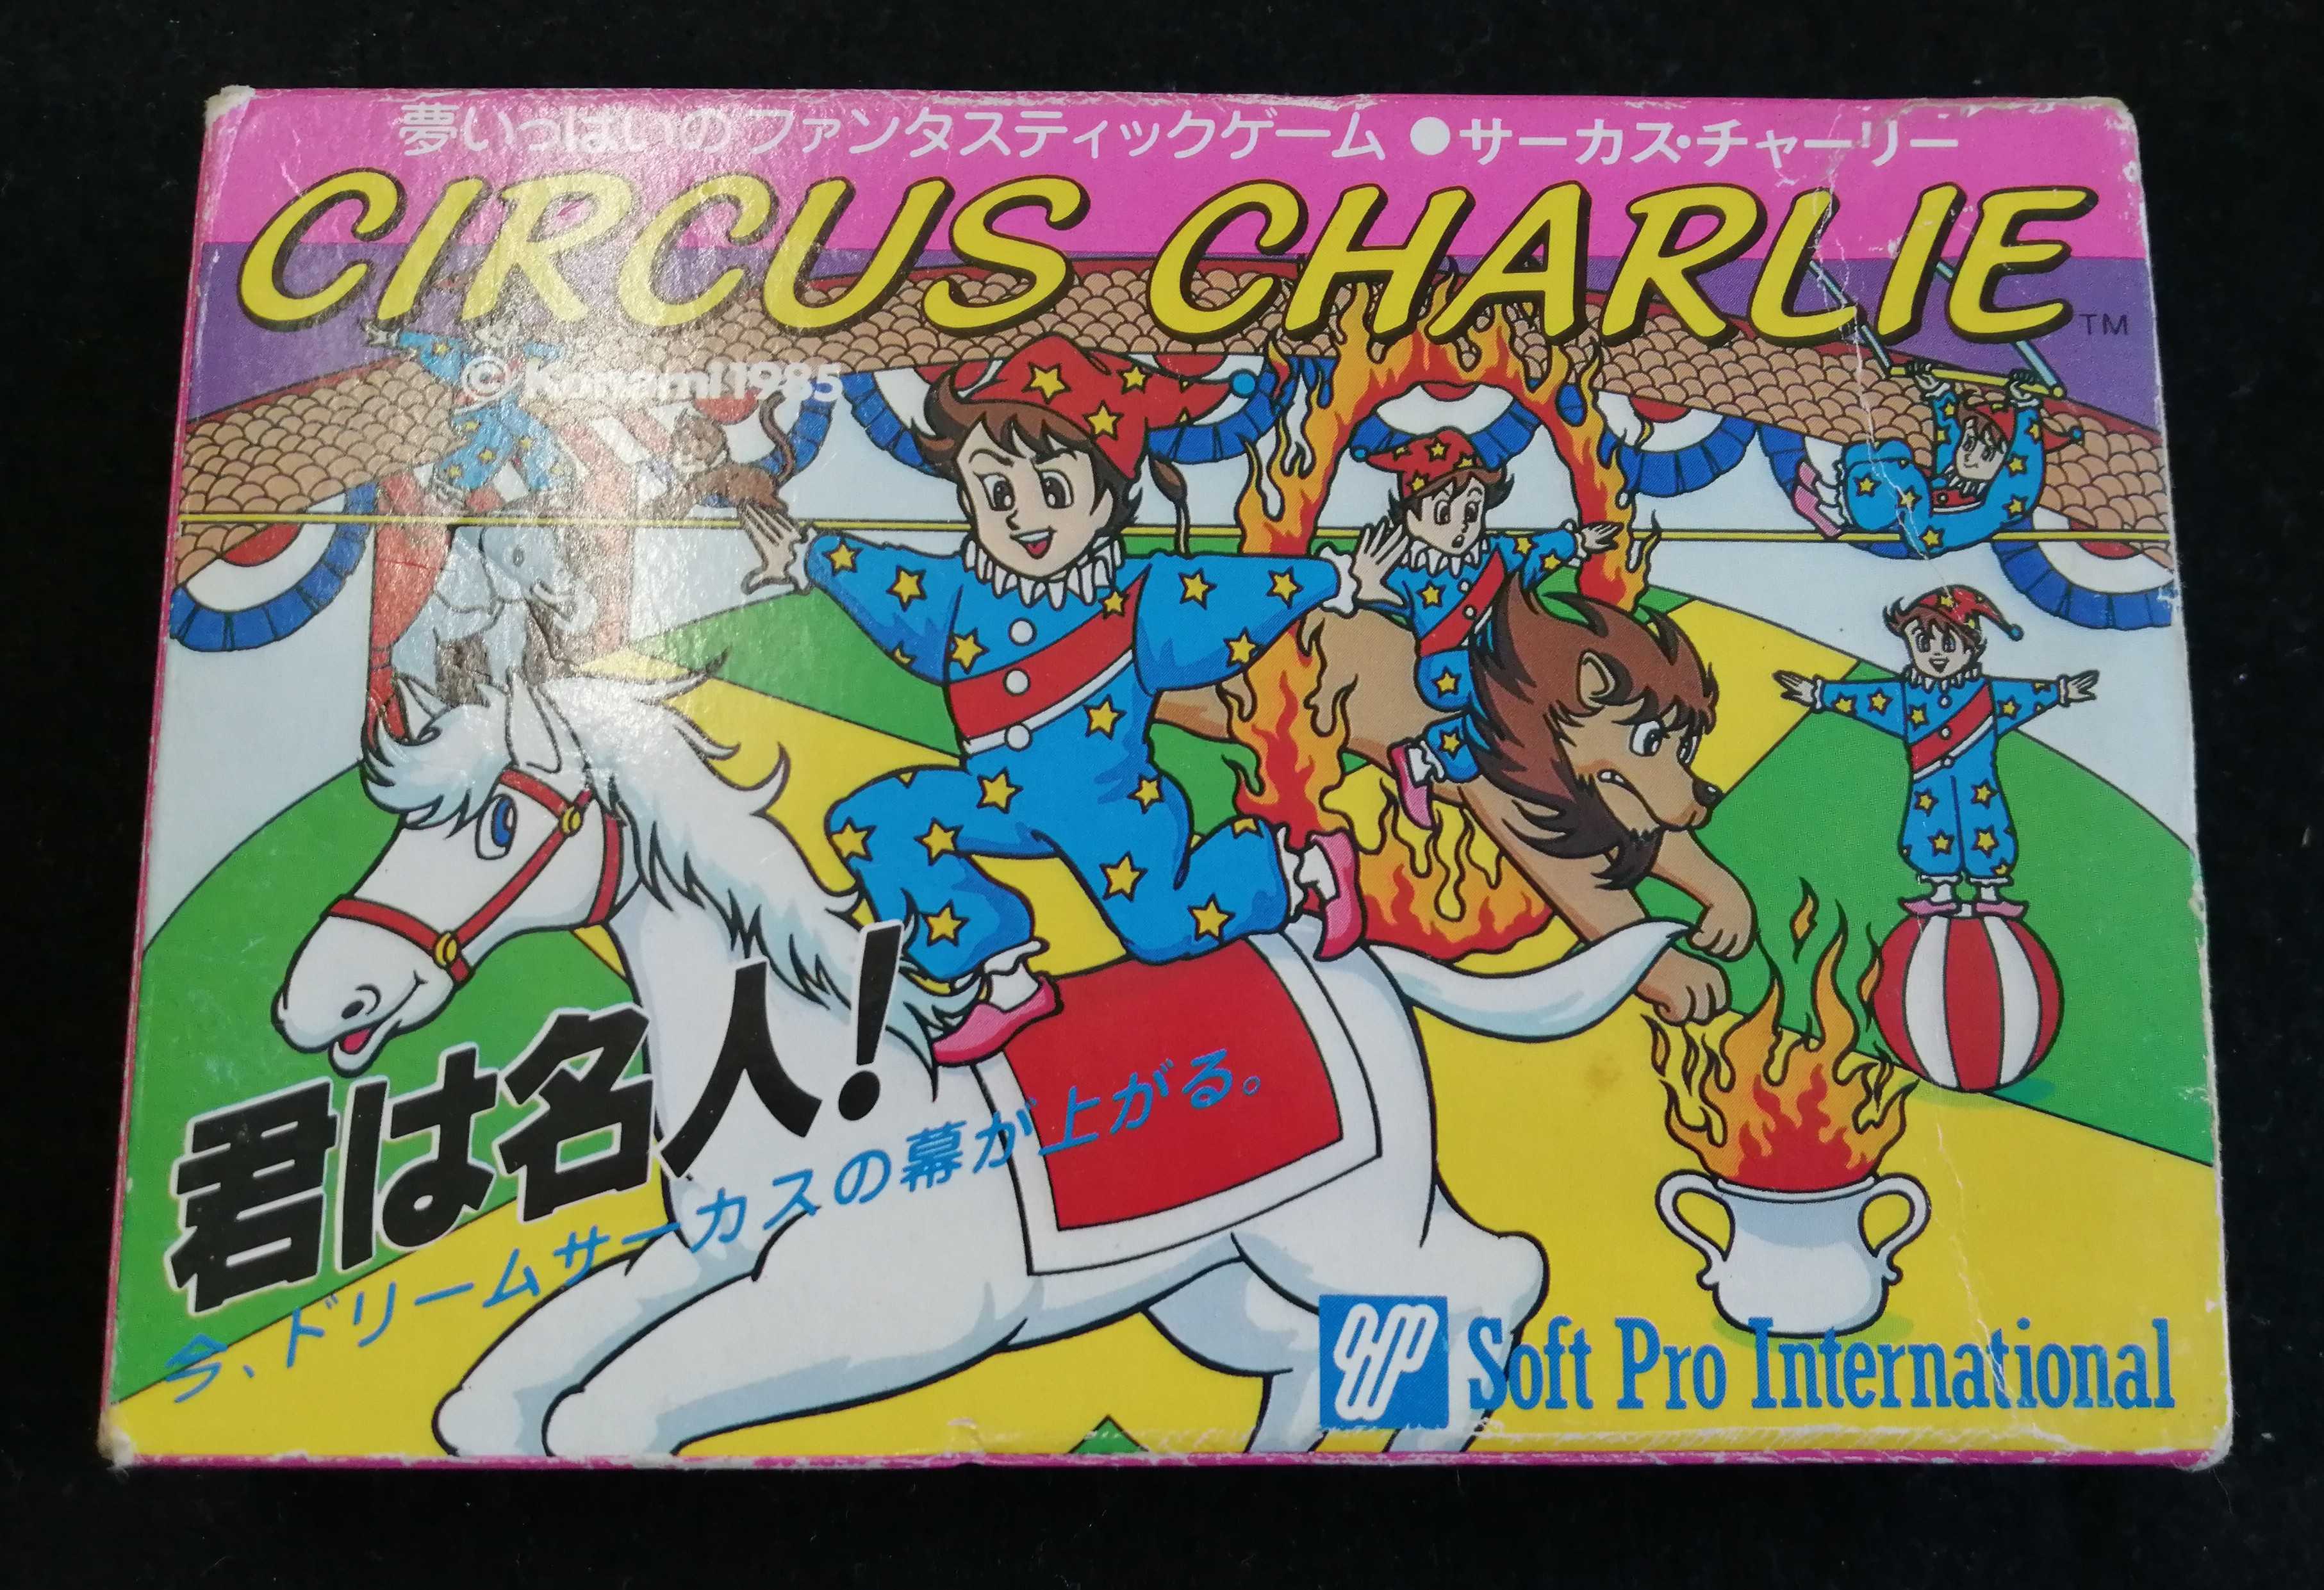 夢いっぱいのファンタスティックゲーム●サーカス・チャーリー
CIRCUS CHARLIE TM
© Konami 1985
君は名人!
今、ドリームサーカスの幕が上がる。
Soft Pro International